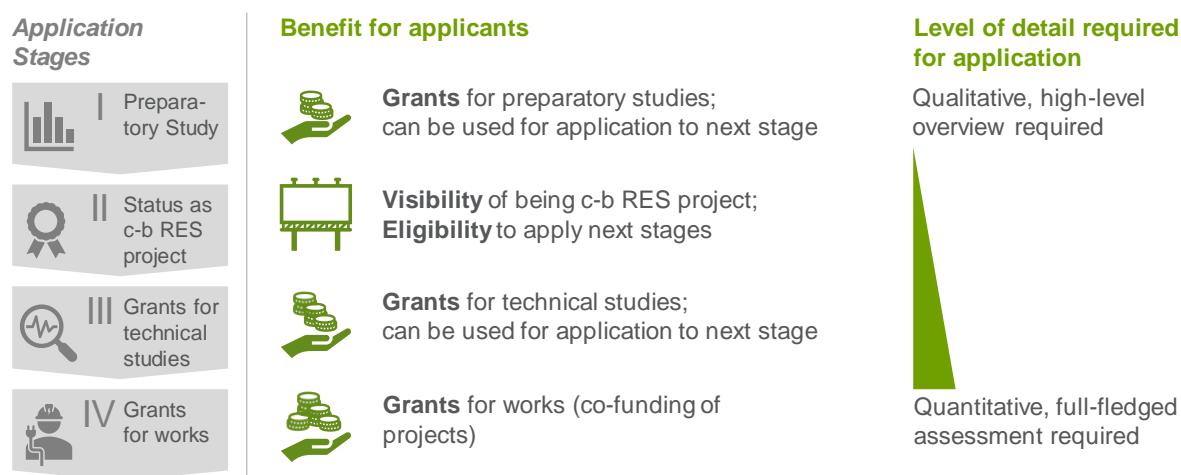 Application
Stages
Benefit for applicants
Level of detail required
for application
I
Prepara-
tory Study
Grants for preparatory studies;
can be used for application to next stage
Qualitative, high-level
overview required
II
Status as
c-b RES
project
Visibility of being c-b RES project;
Eligibility to apply next stages
III
Grants for
technical
studies
Grants for technical studies;
can be used for application to next stage
IV
Grants
for works
Grants for works (co-funding of
projects)
Quantitative, full-fledged
assessment required